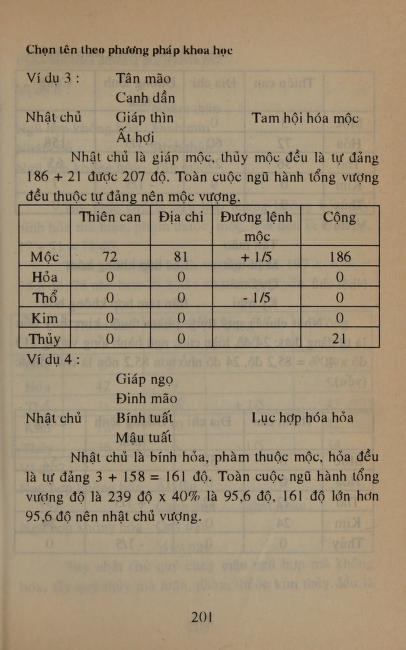 Chọn tên theo phương pháp khoa học
Ví dụ 3 : Tân mão
Canh dần
Nhật chủ Giáp thìn Tam hội hóa mộc
Ất hợi
Nhật chủ là giáp mộc, thủy mộc đều là tự đảng
186 + 21 được 207 độ. Toàn cuộc ngũ hành tổng vượng
đều thuộc tự đảng nên mộc vượng.
Thiên can Địa chi Đương lệnh Cộng
mộc
Mộc 72 81 + 1/5 186
Hỏa 0 0 0
Thổ 0 0 - 1/5 0
Kim 0 0 0
Thủy 0 0 21
Ví dụ 4 :
Giáp ngọ
Đinh mão
Nhật chủ Bính tuất Lục hợp hóa hỏa
Mậu tuất
Nhật chủ là bính hỏa, phàm thuộc mộc, hỏa đều
là tự đảng 3 + 158 = 161 độ. Toàn cuộc ngũ hành tổng
vượng độ là 239 độ x 40% là 95,6 độ, 161 độ lớn hơn
95,6 độ nên nhật chủ vượng.
201